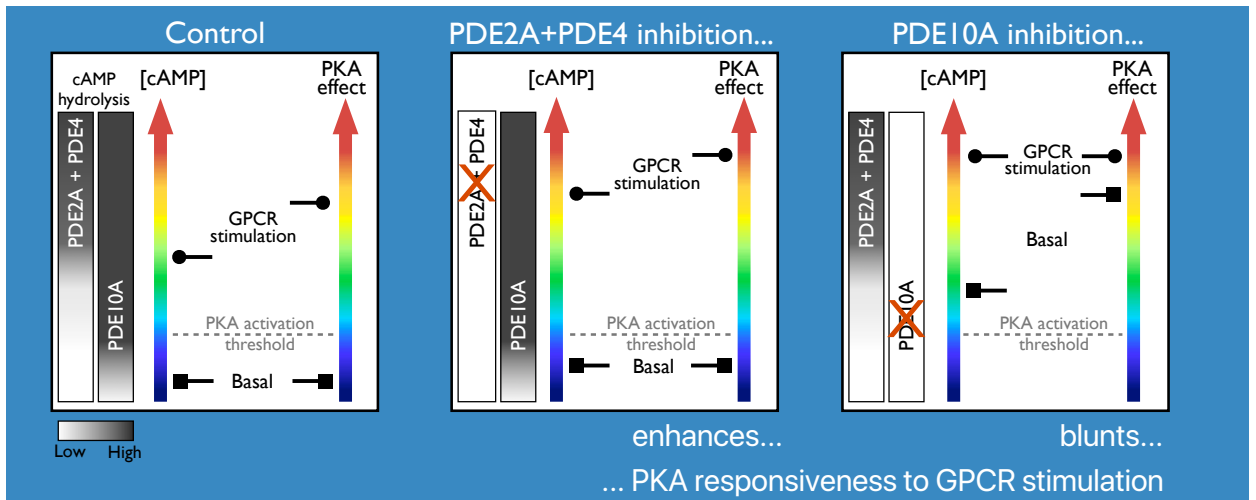 Control
cAMP
hydrolysis
[cAMP]
PKA
effect
PDE2A + PDE4
PDE10A
GPCR
stimulation
PKA activation
threshold
Basal
Low
High
PDE2A+PDE4 inhibition...
[cAMP]
PKA
effect
PDE2A + PDE4
PDE10A
GPCR
stimulation
PKA activation
threshold
Basal
enhances...
PDE10A inhibition...
[cAMP]
PKA
effect
PDE2A + PDE4
PDE10A
GPCR
stimulation
Basal
PKA activation
threshold
blunts...
... PKA responsiveness to GPCR stimulation